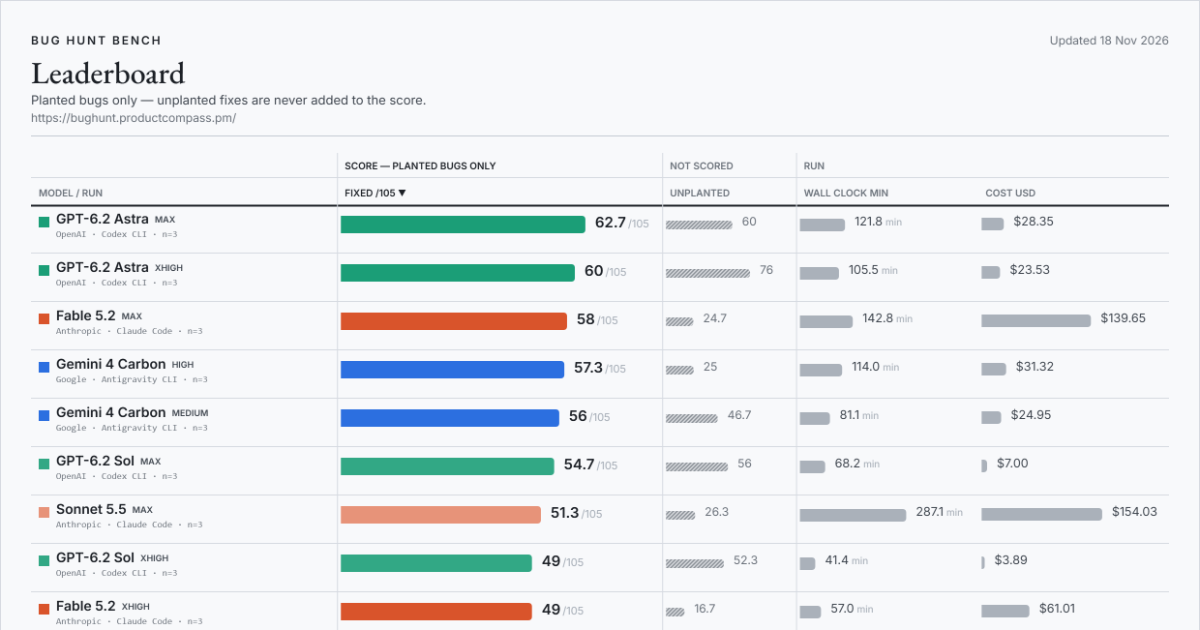 BUG HUNT BENCH
Updated 18 Nov 2026
Leaderboard
Planted bugs only — unplanted fixes are never added to the score.
https://bughunt.productcompass.pm/
SCORE — PLANTED BUGS ONLY NOT SCORED RUN
MODEL / RUN FIXED /105 ▼ UNPLANTED WALL CLOCK MIN COST USD
GPT-6.2 Astra MAX 62.7/105 60 121.8 min $28.35
OpenAI · Codex CLI · n=3
GPT-6.2 Astra XHIGH 60/105 76 105.5 min $23.53
OpenAI · Codex CLI · n=3
Fable 5.2 MAX 58/105 24.7 142.8 min $139.65
Anthropic · Claude Code · n=3
Gemini 4 Carbon HIGH 57.3/105 25 114.0 min $31.32
Google · Antigravity CLI · n=3
Gemini 4 Carbon MEDIUM 56/105 46.7 81.1 min $24.95
Google · Antigravity CLI · n=3
GPT-6.2 Sol MAX 54.7/105 56 68.2 min $7.00
OpenAI · Codex CLI · n=3
Sonnet 5.5 MAX 51.3/105 26.3 287.1 min $154.03
Anthropic · Claude Code · n=3
GPT-6.2 Sol XHIGH 49/105 52.3 41.4 min $3.89
OpenAI · Codex CLI · n=3
Fable 5.2 XHIGH 49/105 16.7 57.0 min $61.01
Anthropic · Claude Code · n=3